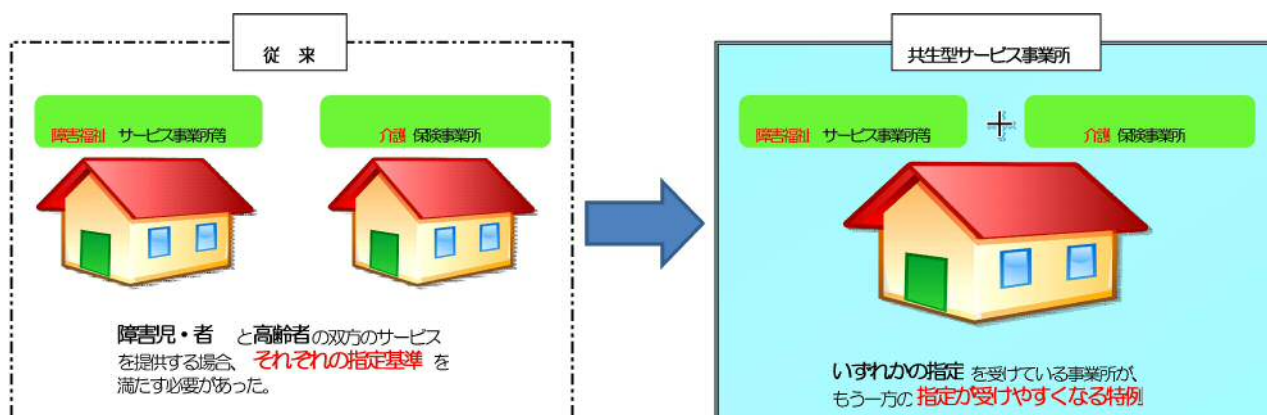 従 来
障害福祉 サービス事業所等
介護 保険事業所
障害児・者 と高齢者の双方のサービス
を提供する場合、それぞれの指定基準 を
満たす必要があった。
共生型サービス事業所
障害福祉 サービス事業所等
+
介護 保険事業所
いずれかの指定 を受けている事業所が、
もう一方の 指定が受けやすくなる特例